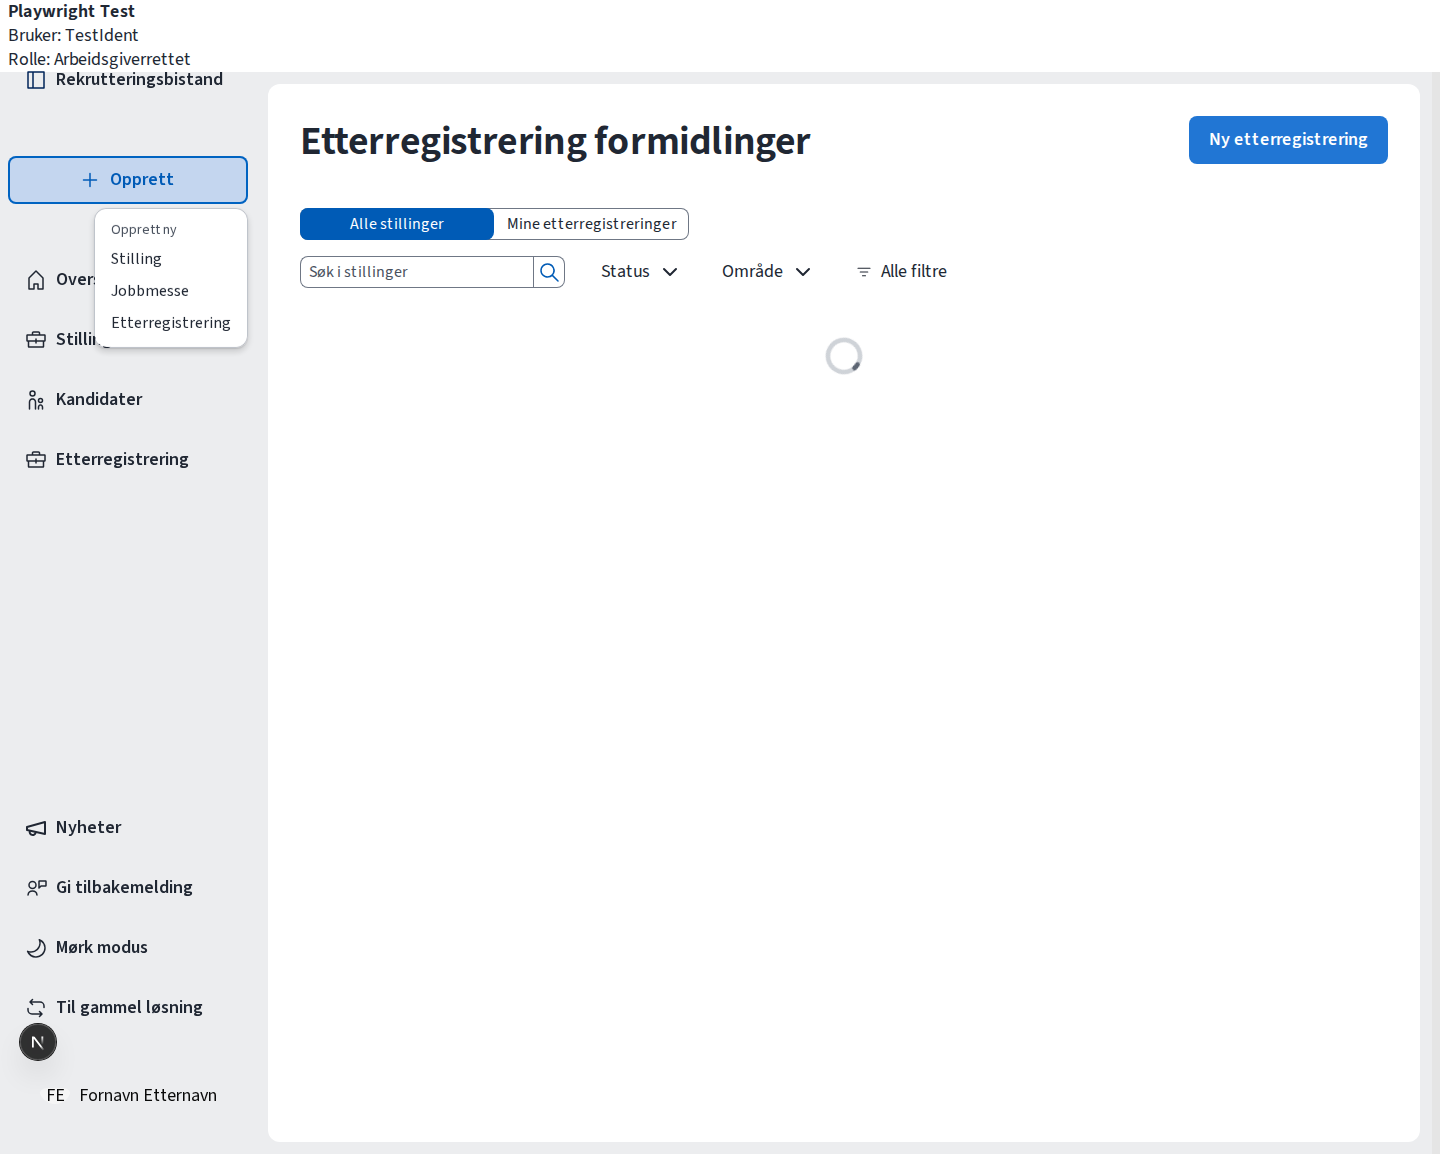 Playwright Test
Bruker: TestIdent
Rolle: Arbeidsgiverrettet
Rekrutteringsbistand
Opprett
Opprett ny
Stilling
Jobbmesse
Etterregistrering
Overs
Stilling
Kandidater
Etterregistrering
Nyheter
Gi tilbakemelding
Mørk modus
Til gammel løsning
N
FE Fornavn Etternavn
Etterregistrering formidlinger
Ny etterregistrering
Alle stillinger
Mine etterregistreringer
Søk i stillinger
Status
Område
Alle filtre